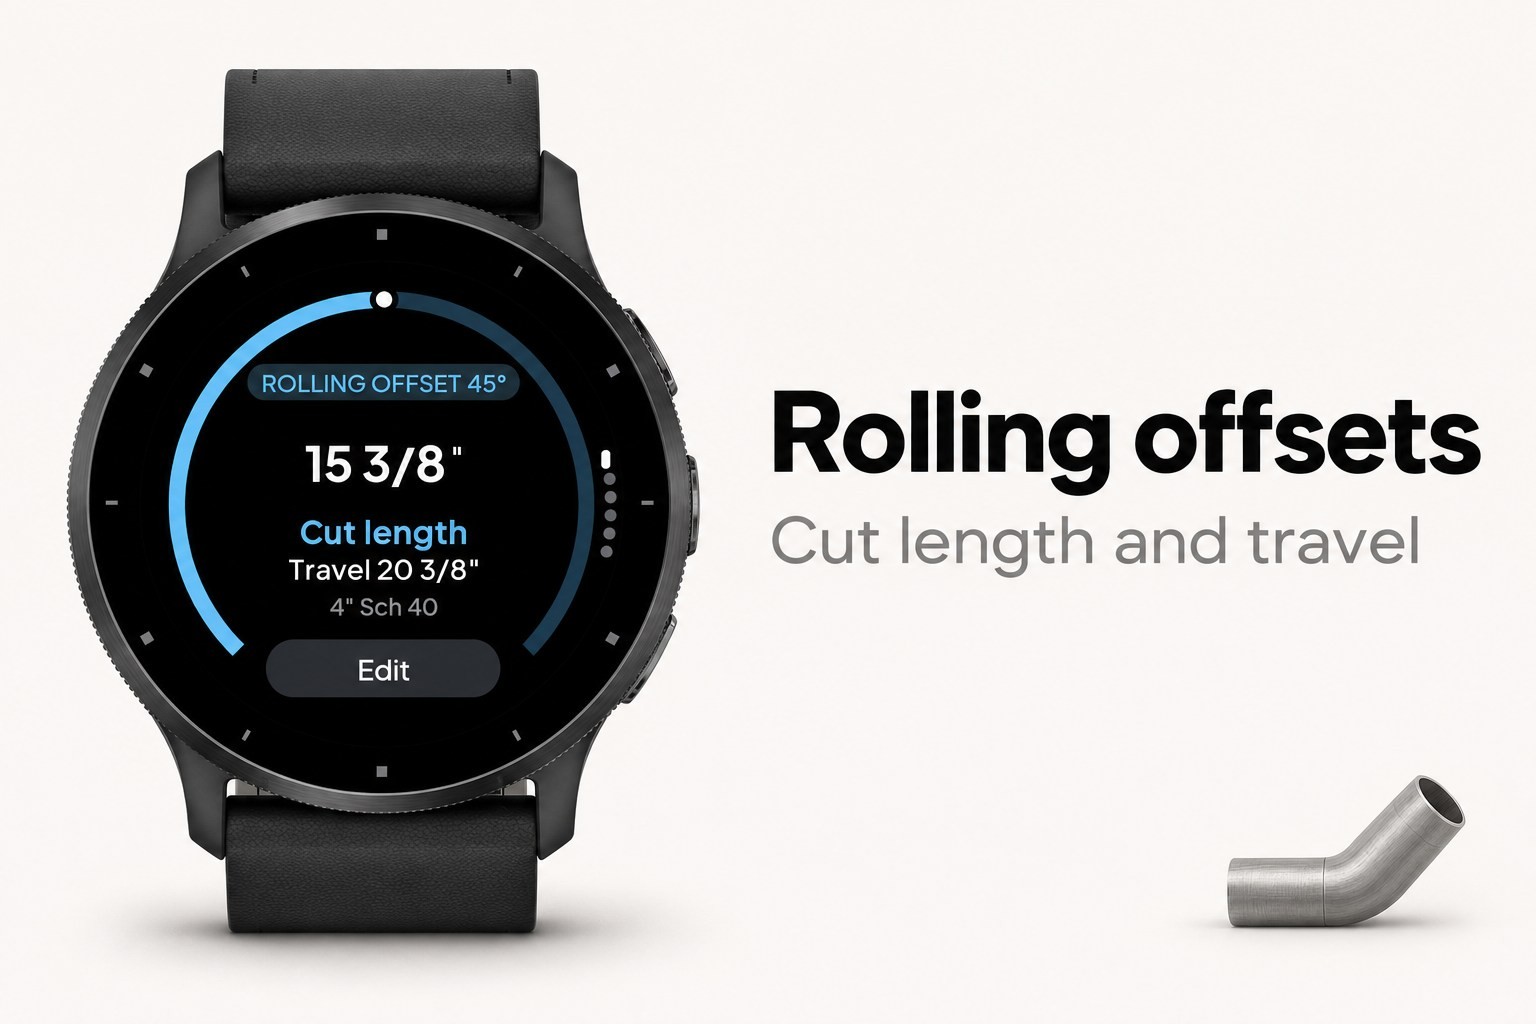 ROLLING OFFSET 45°
15 3/8"
Cut length
Travel 20 3/8"
4" Sch 40
Edit
Rolling offsets
Cut length and travel